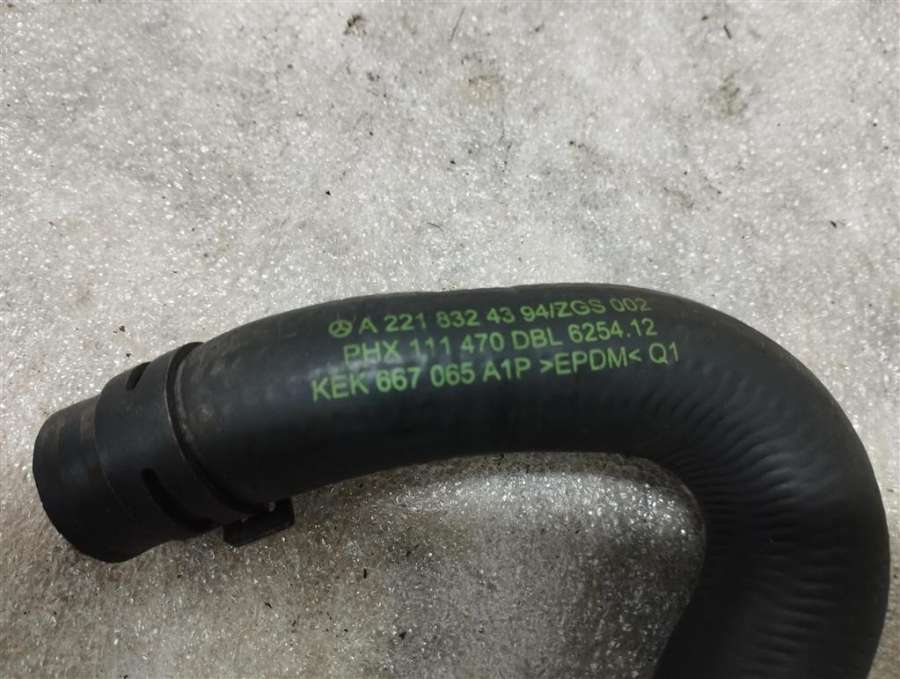 A 221 832 43 94/ZGS 002
PHX 111 470 DBL 6254.12
KEK 667 065 A1P >EPDM< Q1